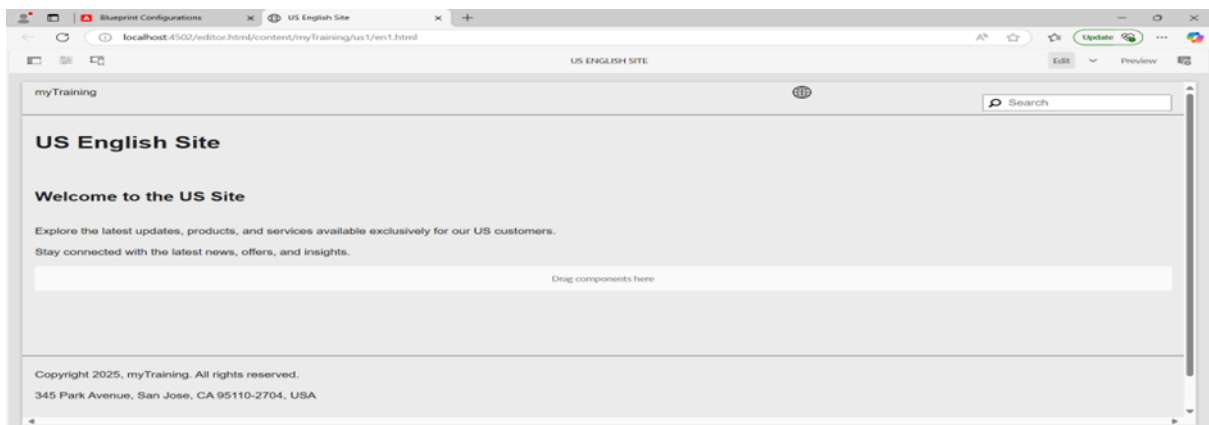 Blueprint Configurations
US English Site
localhost:4502/editor.html/content/myTraining/us1/en1.html
Update
US ENGLISH SITE
Edit
Preview
myTraining
Search
US English Site
Welcome to the US Site
Explore the latest updates, products, and services available exclusively for our US customers.
Stay connected with the latest news, offers, and insights.
Drag components here
Copyright 2025, myTraining. All rights reserved.
345 Park Avenue, San Jose, CA 95110-2704, USA